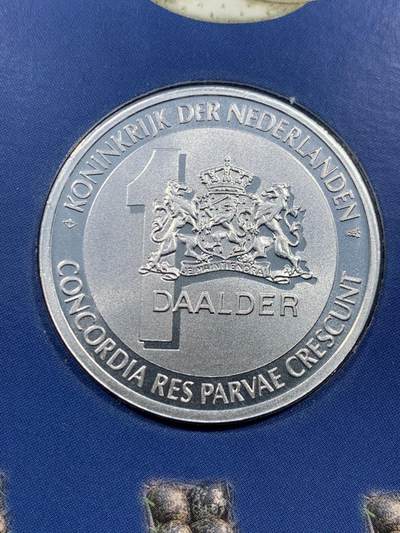 KONINKRIJK DER NEDERLANDEN
1
JE MAINTIENDRAI
DAALDER
CONCORDIA RES PARVAE CRESCUNT